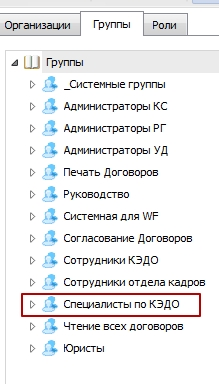 Организации Группы Роли
Группы
_Системные группы
Администраторы КС
Администраторы РГ
Администраторы УД
Печать Договоров
Руководство
Системная для WF
Согласование Договоров
Сотрудники КЭДО
Сотрудники отдела кадров
Специалисты по КЭДО
Чтение всех договоров
Юристы